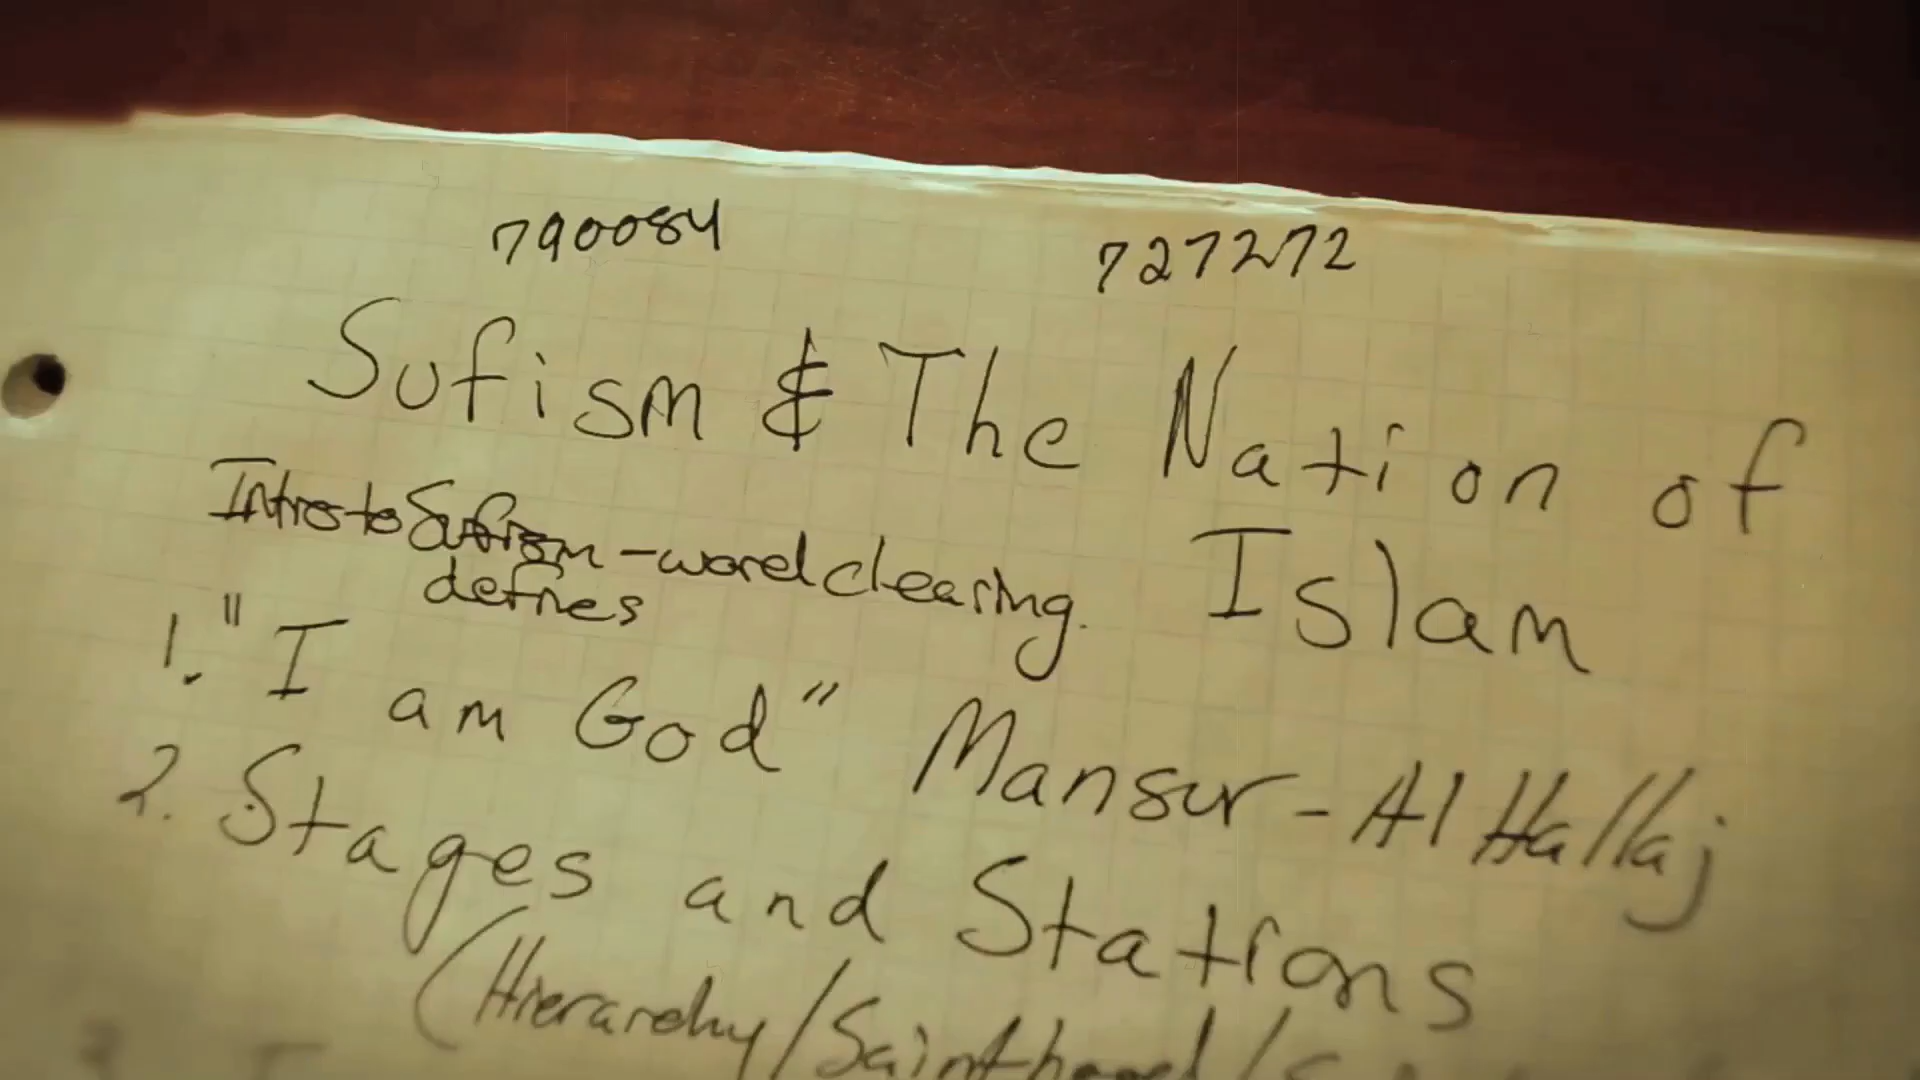 790084 727272
Sufism & The Nation of
Islam
Intro to Sufism - word clearing.
defines
1. "I am God" Mansur - Al Hallaj
2. Stages and Stations
(Hierarchy/Sainthood/